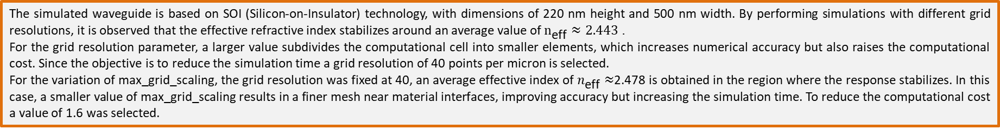 The simulated waveguide is based on SOI (Silicon-on-Insulator) technology, with dimensions of 220 nm height and 500 nm width. By performing simulations with different grid
resolutions, it is observed that the effective refractive index stabilizes around an average value of n_eff ≈ 2.443 .
For the grid resolution parameter, a larger value subdivides the computational cell into smaller elements, which increases numerical accuracy but also raises the computational
cost. Since the objective is to reduce the simulation time a grid resolution of 40 points per micron is selected.
For the variation of max_grid_scaling, the grid resolution was fixed at 40, an average effective index of n_eff ≈2.478 is obtained in the region where the response stabilizes. In this
case, a smaller value of max_grid_scaling results in a finer mesh near material interfaces, improving accuracy but increasing the simulation time. To reduce the computational cost
a value of 1.6 was selected.